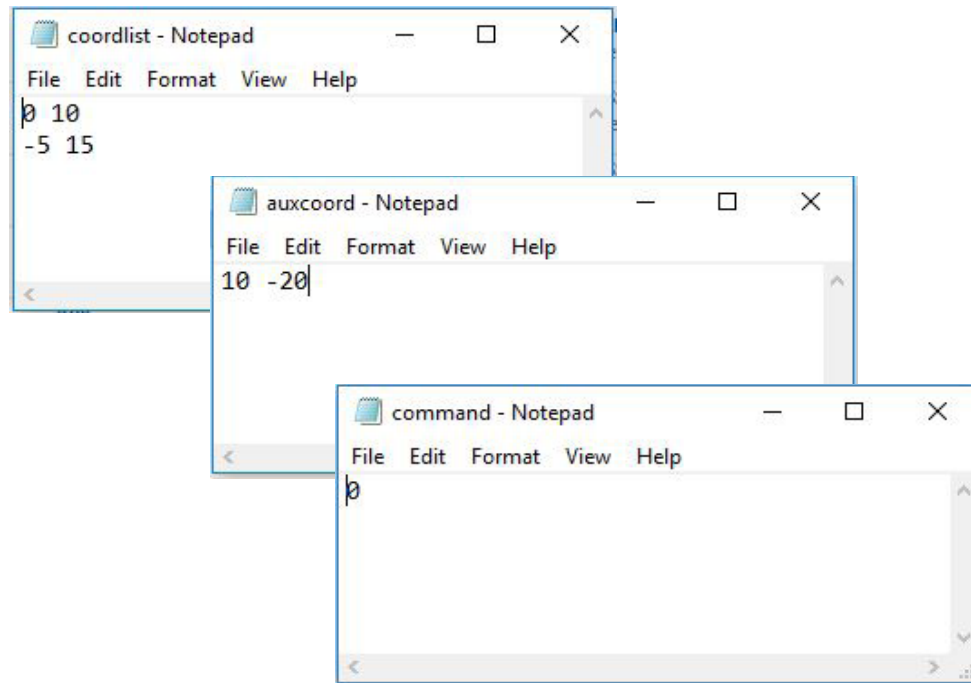 coordlist - Notepad
File Edit Format View Help
0 10
-5 15
auxcoord - Notepad
File Edit Format View Help
10 -20
command - Notepad
File Edit Format View Help
0